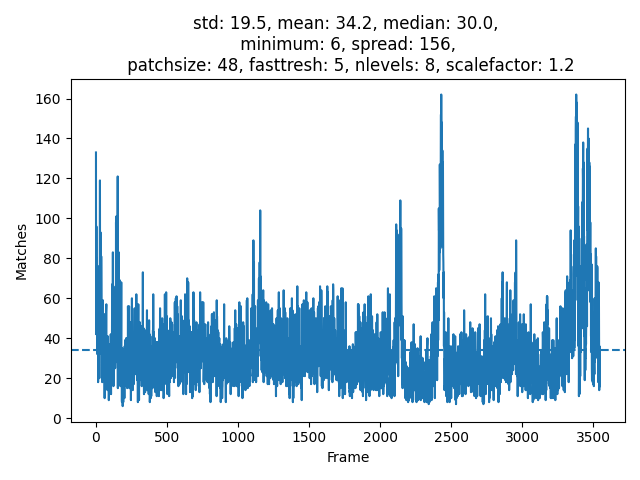 std: 19.5, mean: 34.2, median: 30.0,
minimum: 6, spread: 156,
patchsize: 48, fasttresh: 5, nlevels: 8, scalefactor: 1.2
160
140
120
100
80
60
40
20
0
Matches
0 500 1000 1500 2000 2500 3000 3500
Frame